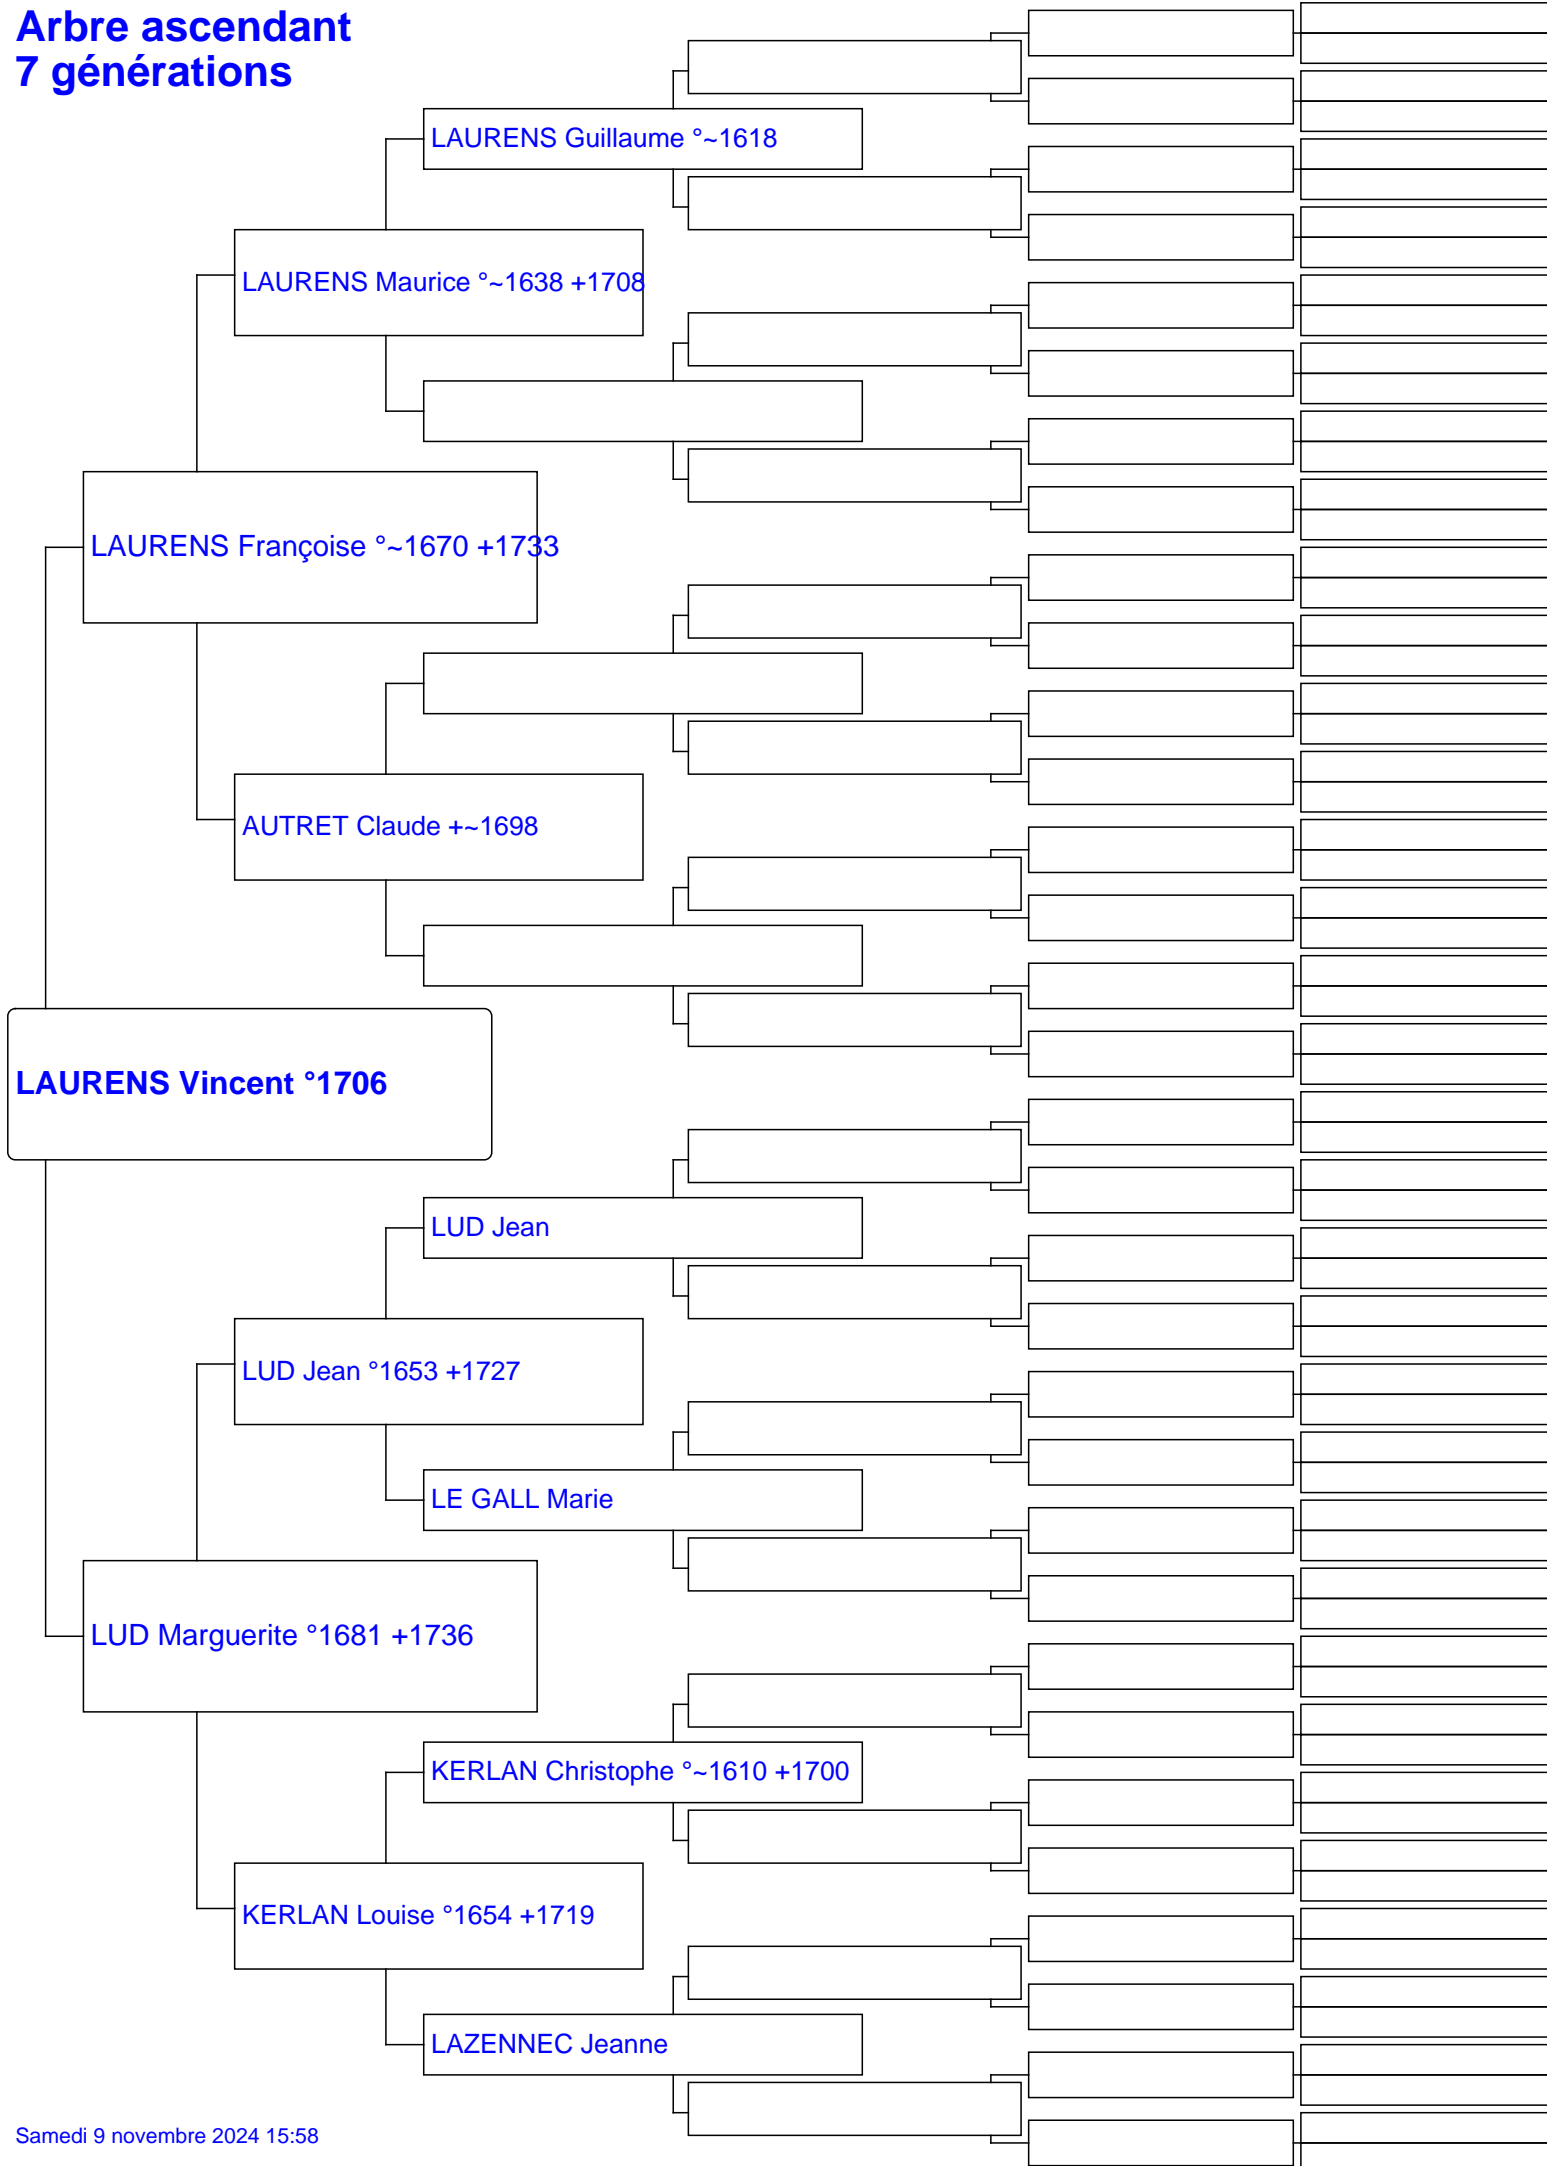 Arbre ascendant
7 générations
LAURENS Guillaume °~1618
LAURENS Maurice °~1638 +1708
LAURENS Françoise °~1670 +1733
AUTRET Claude +~1698
LAURENS Vincent °1706
LUD Jean
LUD Jean °1653 +1727
LE GALL Marie
LUD Marguerite °1681 +1736
KERLAN Christophe °~1610 +1700
KERLAN Louise °1654 +1719
LAZENNEC Jeanne
Samedi 9 novembre 2024 15:58